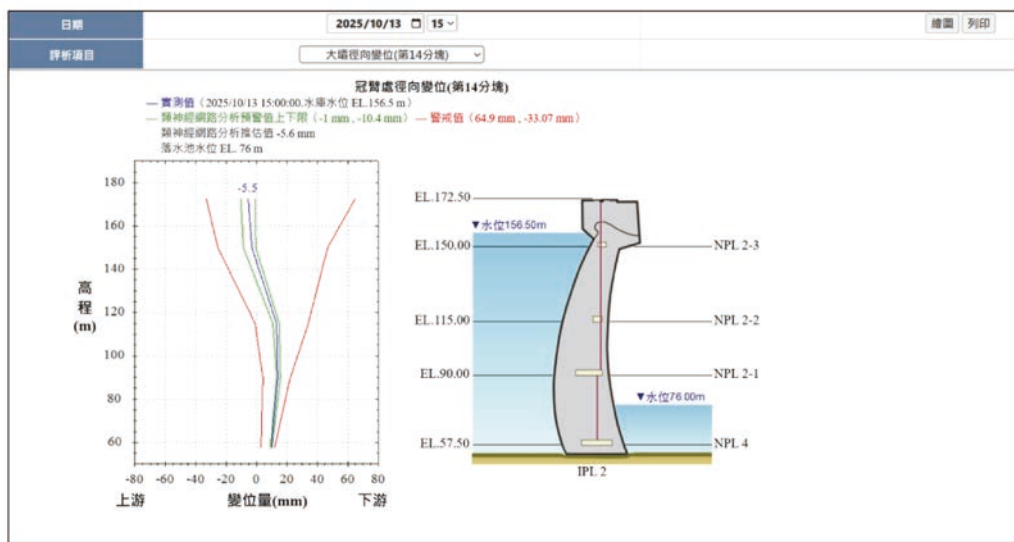 日期 2025/10/13 15 繪圖 列印
評析項目 大壩徑向變位(第14分塊)
冠臂處徑向變位(第14分塊)
— 實測值 (2025/10/13 15:00:00.水庫水位 EL.156.5 m)
— 類神經網路分析預警值上下限 (-1 mm , -10.4 mm) — 警戒值 (64.9 mm , -33.07 mm)
類神經網路分析推估值 -5.6 mm
落水池水位 EL. 76 m
高程(m)
180
160
140
120
100
80
60
-5.5
-80 -60 -40 -20 0 20 40 60 80
上游 變位量(mm) 下游
EL.172.50
▼水位156.50m
EL.150.00 NPL 2-3
EL.115.00 NPL 2-2
EL.90.00 NPL 2-1
▼水位76.00m
EL.57.50 NPL 4
IPL 2